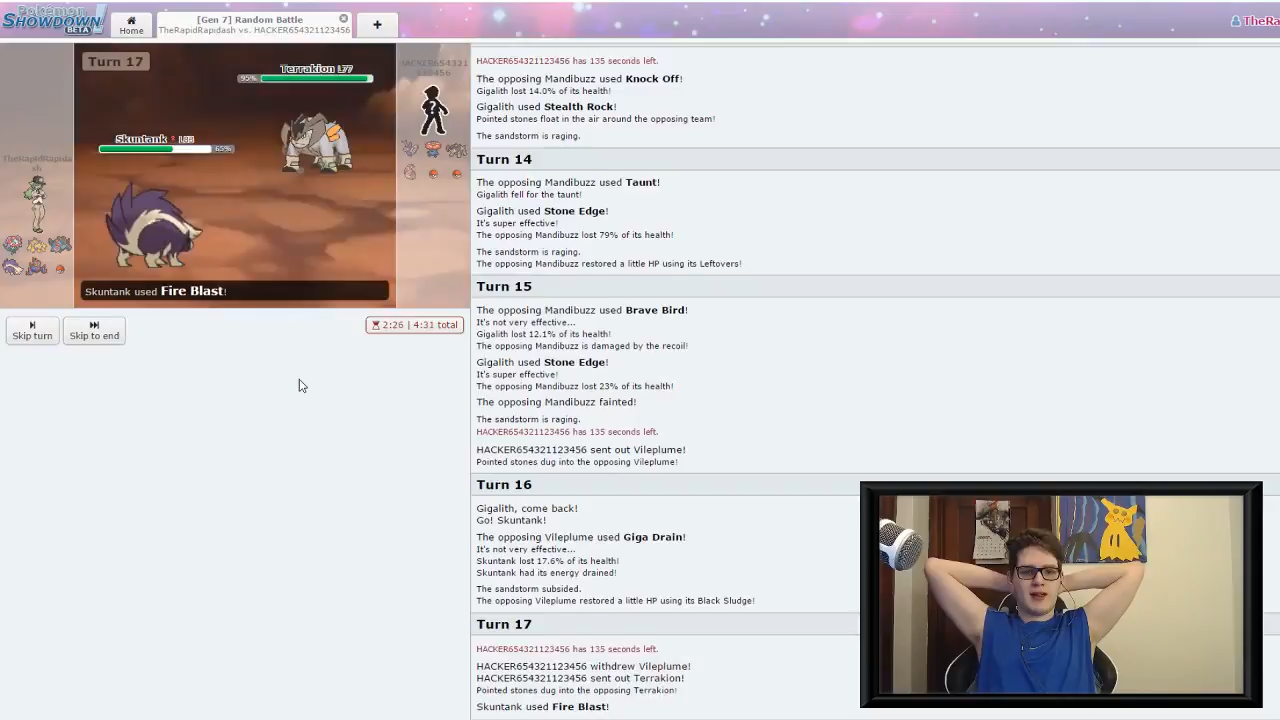 Pokémon
SHOWDOWN
BETA
Home
[Gen 7] Random Battle
TheRapidRapidash vs. HACKER654321123456
+
TheRa
Turn 17
Terrakion L77
95%
Skuntank L88
65%
TheRapidRapida
sh
HACKER654321
123456
Skuntank used Fire Blast!
Skip turn
Skip to end
2:26 | 4:31 total
HACKER654321123456 has 135 seconds left.
The opposing Mandibuzz used Knock Off!
Gigalith lost 14.0% of its health!
Gigalith used Stealth Rock!
Pointed stones float in the air around the opposing team!
The sandstorm is raging.
Turn 14
The opposing Mandibuzz used Taunt!
Gigalith fell for the taunt!
Gigalith used Stone Edge!
It's super effective!
The opposing Mandibuzz lost 79% of its health!
The sandstorm is raging.
The opposing Mandibuzz restored a little HP using its Leftovers!
Turn 15
The opposing Mandibuzz used Brave Bird!
It's not very effective...
Gigalith lost 12.1% of its health!
The opposing Mandibuzz is damaged by the recoil!
Gigalith used Stone Edge!
It's super effective!
The opposing Mandibuzz lost 23% of its health!
The opposing Mandibuzz fainted!
The sandstorm is raging.
HACKER654321123456 has 135 seconds left.
HACKER654321123456 sent out Vileplume!
Pointed stones dug into the opposing Vileplume!
Turn 16
Gigalith, come back!
Go! Skuntank!
The opposing Vileplume used Giga Drain!
It's not very effective...
Skuntank lost 17.6% of its health!
Skuntank had its energy drained!
The sandstorm subsided.
The opposing Vileplume restored a little HP using its Black Sludge!
Turn 17
HACKER654321123456 has 135 seconds left.
HACKER654321123456 withdrew Vileplume!
HACKER654321123456 sent out Terrakion!
Pointed stones dug into the opposing Terrakion!
Skuntank used Fire Blast!